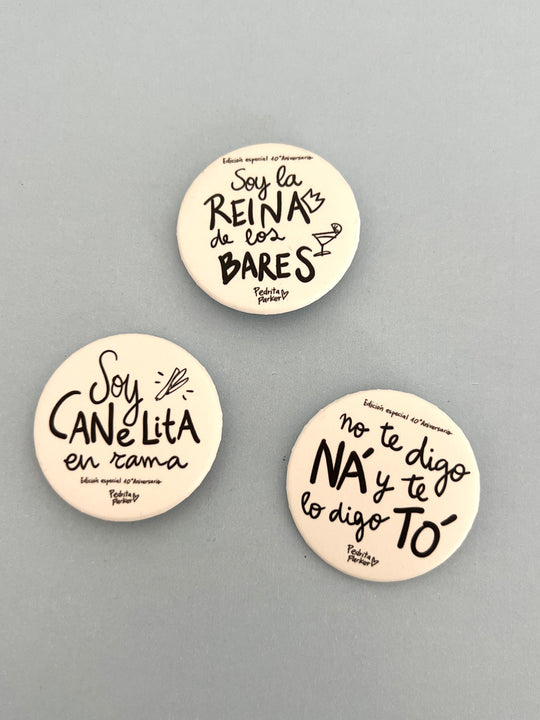 Edición especial 10º Aniversario
Soy la
REINA
de los
BARES
Pedrita
Parker
Soy
CANeLitA
en rama
Edición especial 10º Aniversario
Pedrita
Parker
Edición especial 10º Aniversario
no te digo
NÁ y te
lo digo TÓ
Pedrita
Parker